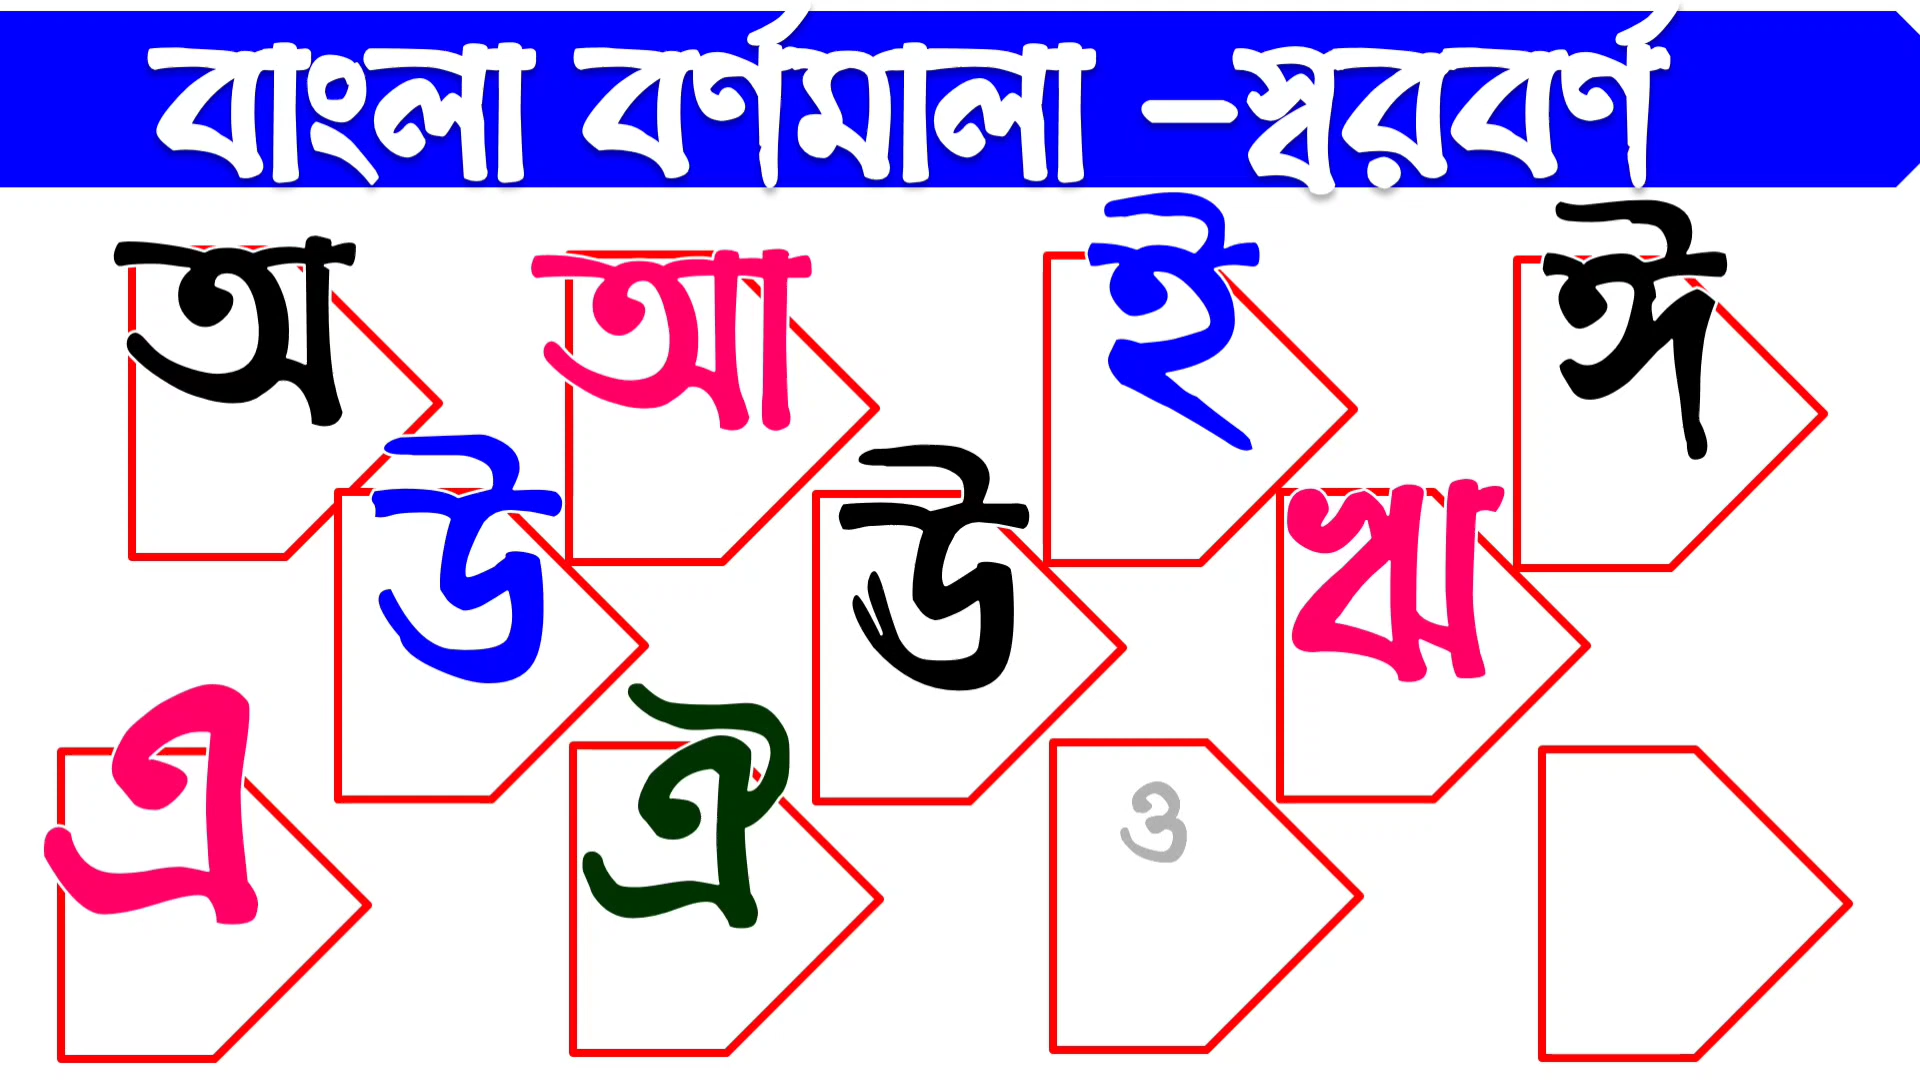 বাংলা বর্ণমালা -স্বরবর্ণ
অ আ ই ঈ
উ ঊ ঋ
এ ঐ ও